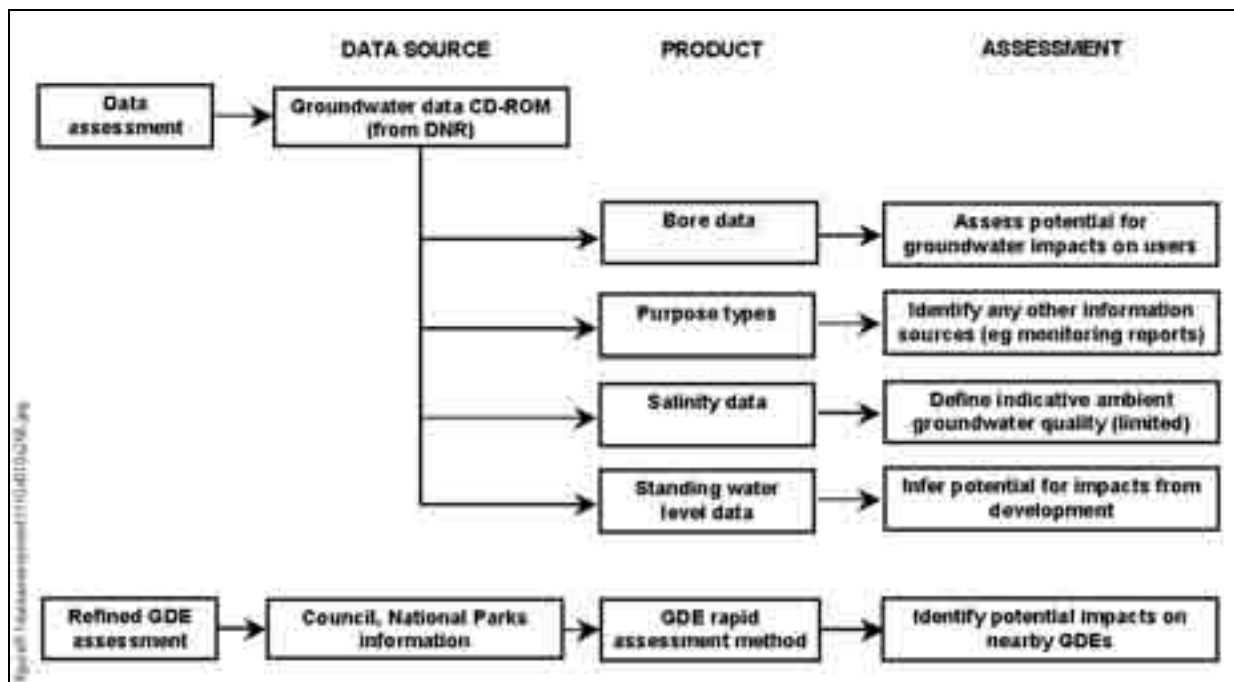 DATA SOURCE
PRODUCT
ASSESSMENT
Data
assessment
Groundwater data CD-ROM
(from DNR)
Bore data
Assess potential for
groundwater impacts on users
Purpose types
Identify any other information
sources (eg monitoring reports)
Salinity data
Define indicative ambient
groundwater quality (limited)
Standing water
level data
Infer potential for impacts from
development
Refined GDE
assessment
Council, National Parks
information
GDE rapid
assessment method
Identify potential impacts on
nearby GDEs